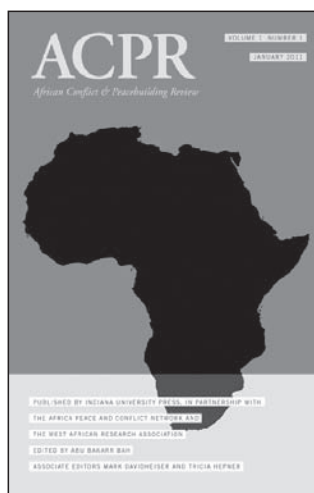 ACPR
African Conflict & Peacebuilding Review
VOLUME 1 NUMBER 1
JANUARY 2011
PUBLISHED BY INDIANA UNIVERSITY PRESS, IN PARTNERSHIP WITH
THE AFRICA PEACE AND CONFLICT NETWORK AND
THE WEST AFRICAN RESEARCH ASSOCIATION
EDITED BY ABU BAKARR BAH
ASSOCIATE EDITORS MARK DAVIDHEISER AND TRICIA HEPNER